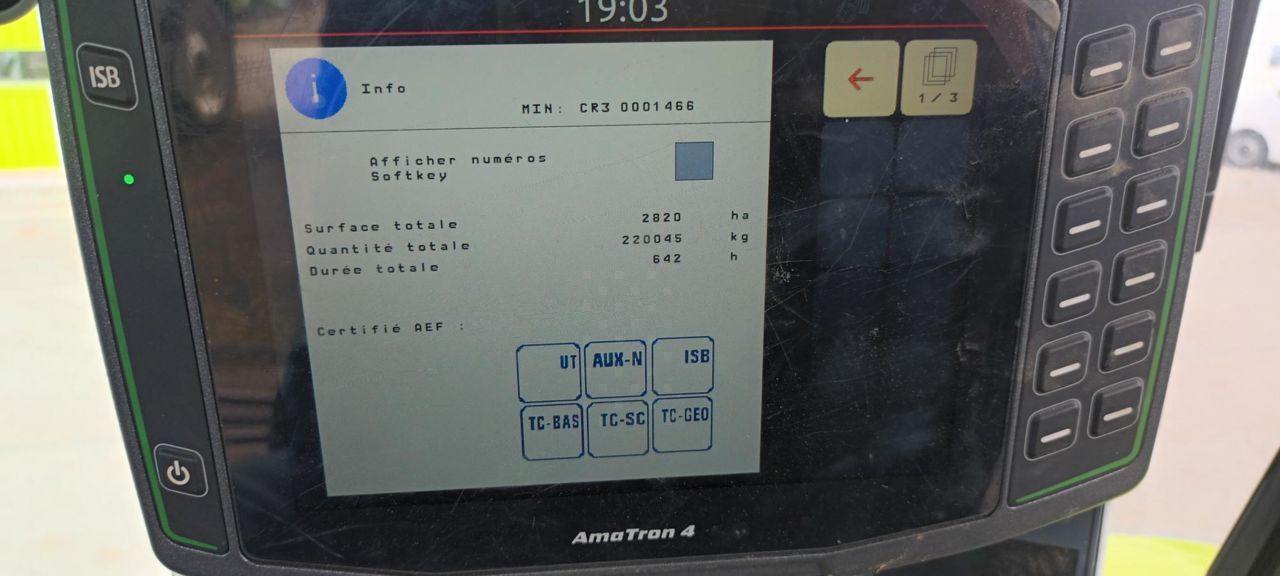 19:03
ISB
Info
MIN: CR3 0001466
1 / 3
Afficher numéros
Softkey
Surface totale 2820 ha
Quantité totale 220045 kg
Durée totale 642 h
Certifié AEF :
UT AUX-N ISB
TC-BAS TC-SC TC-GEO
AmaTron 4